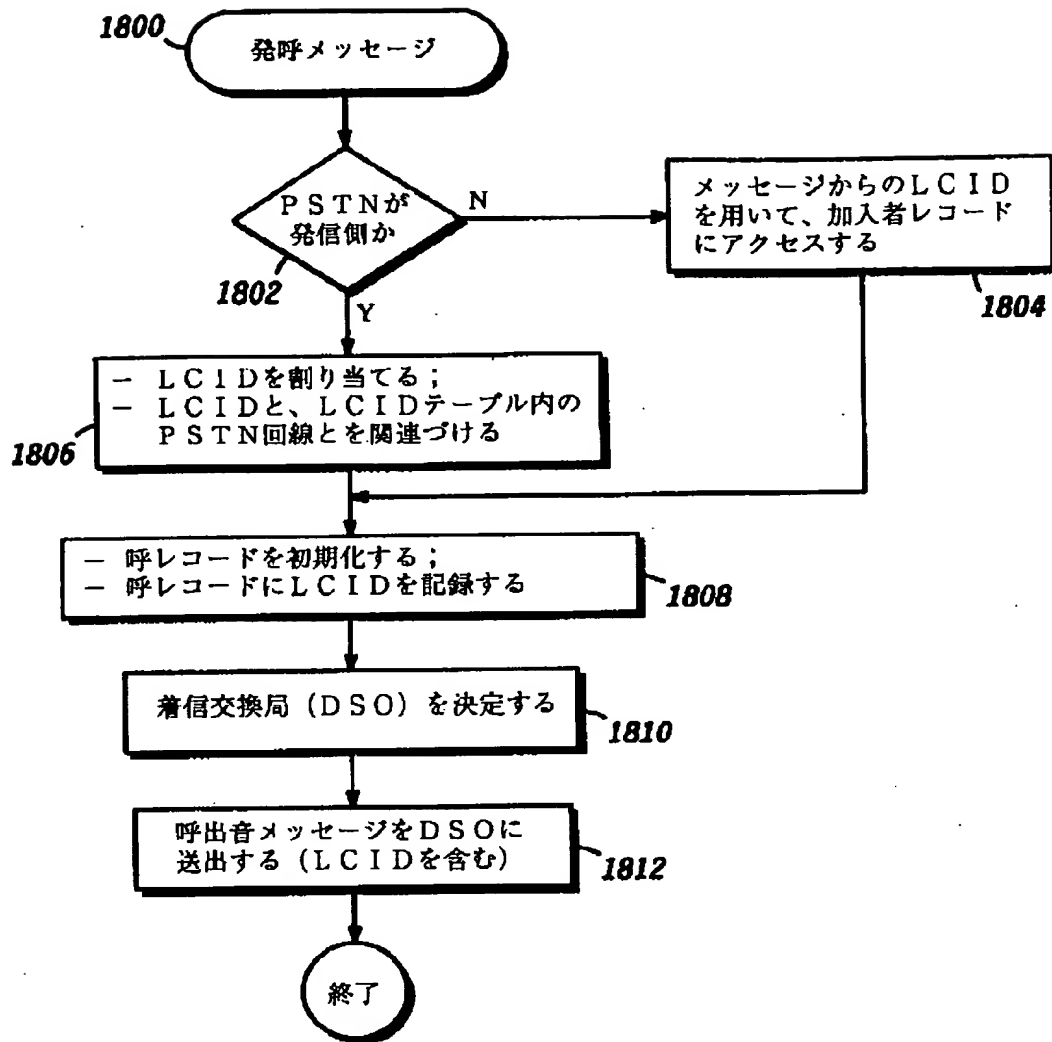 1800
発呼メッセージ
PSTNが
発信側か
N
1802
Y
メッセージからのLCID
を用いて、加入者レコード
にアクセスする
1804
− LCIDを割り当てる；
− LCIDと、LCIDテーブル内の
PSTN回線とを関連づける
1806
− 呼レコードを初期化する；
− 呼レコードにLCIDを記録する
1808
着信交換局（DSO）を決定する
1810
呼出音メッセージをDSOに
送出する（LCIDを含む）
1812
終了